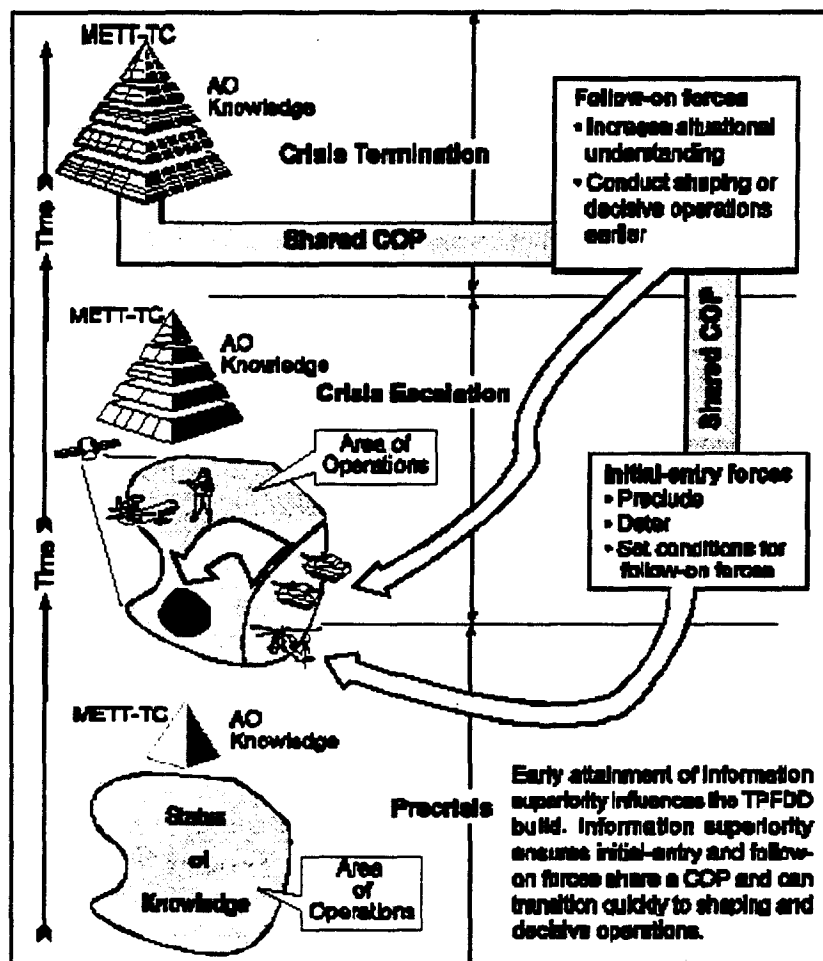 METT-TC
AO
Knowledge
Crisis Termination
Follow-on forces
• Increase situational
understanding
• Conduct shaping or
decisive operations
earlier
Time
Shared COP
METT-TC
AO
Knowledge
Crisis Escalation
Shared COP
Area of
Operations
Initial-entry forces
• Preclude
• Deter
• Set conditions for
follow-on forces
Time
METT-TC
AO
Knowledge
Precrisis
Status
of
Knowledge
Area
of
Operations
Early attainment of information
superiority influences the TPFDD
build. Information superiority
ensures initial-entry and follow-
on forces share a COP and can
transition quickly to shaping and
decisive operations.